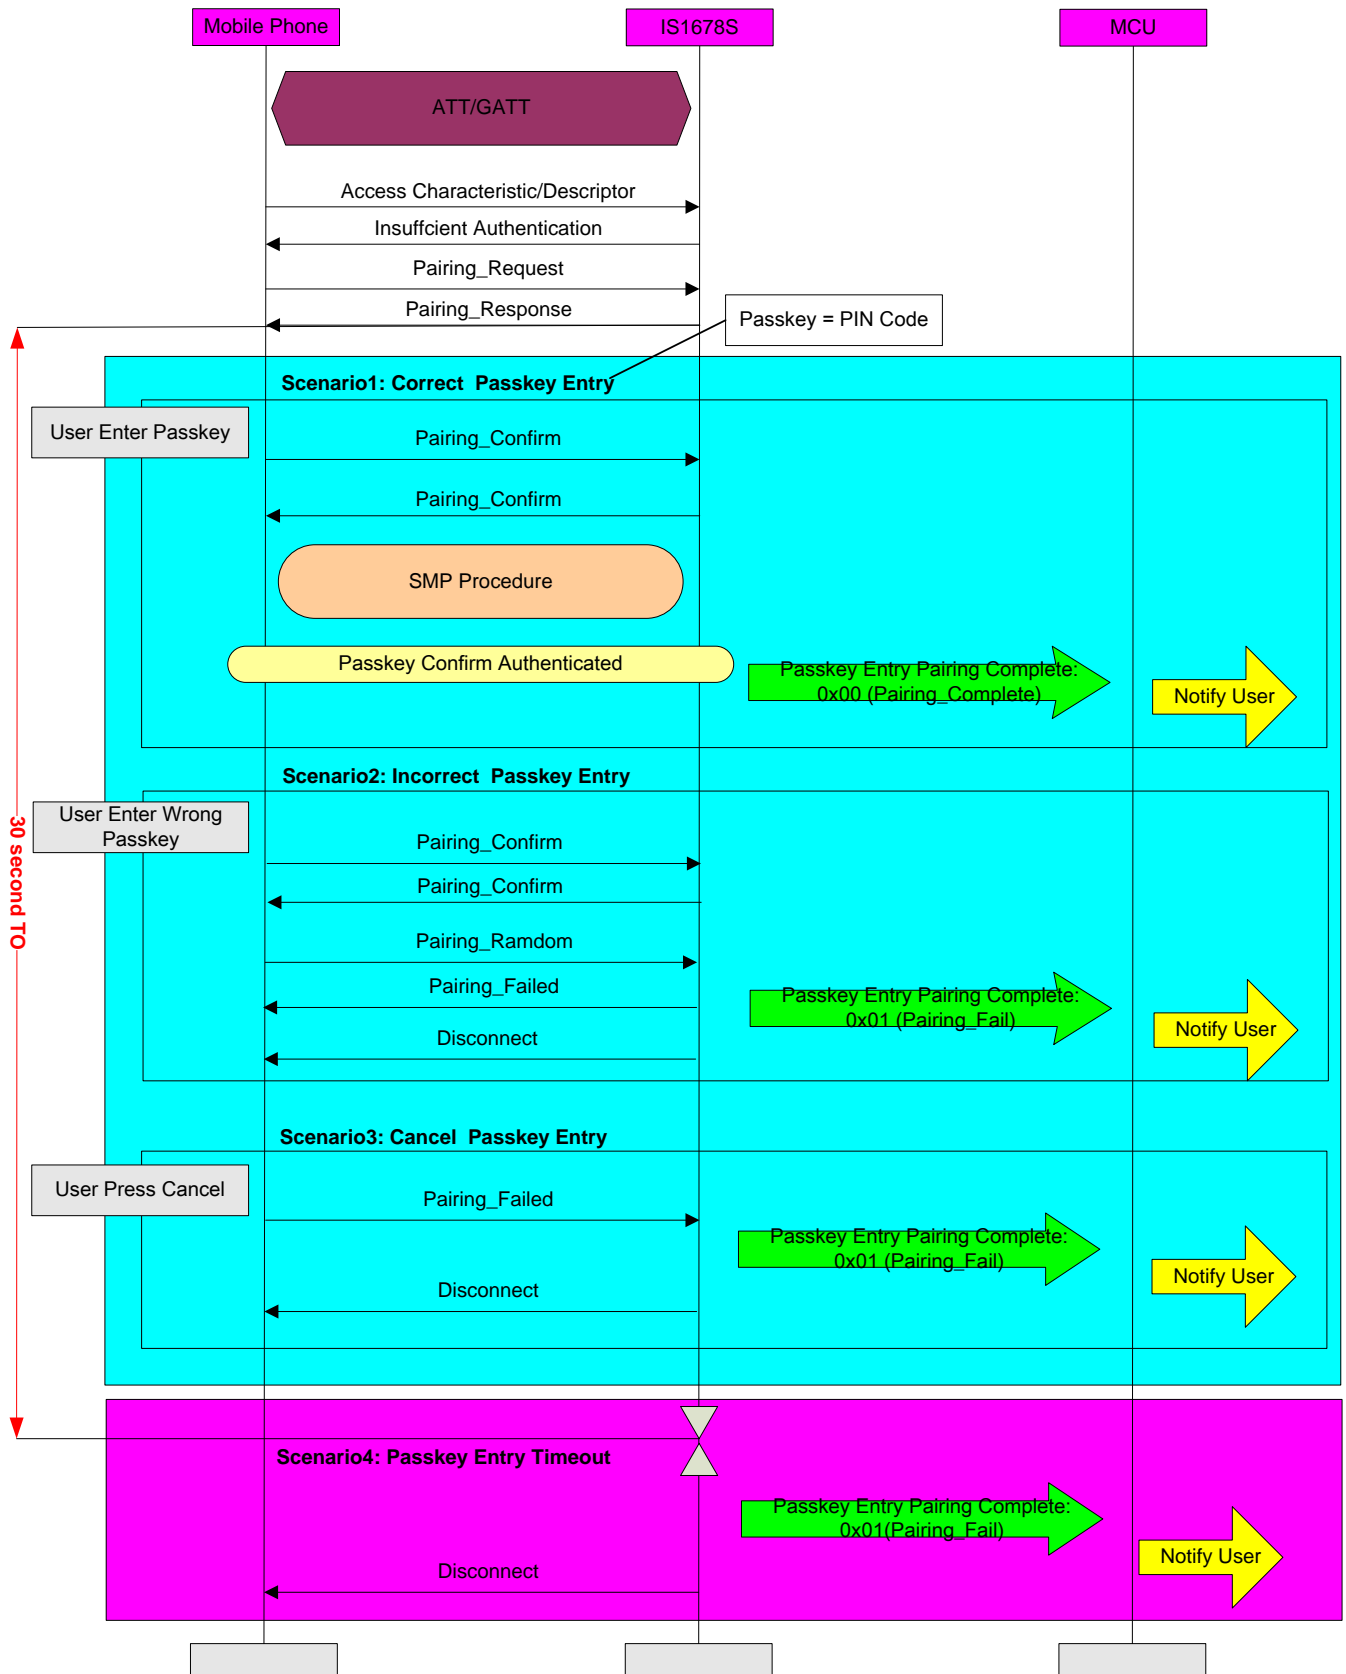 Mobile Phone
IS1678S
MCU
ATT/GATT
Access Characteristic/Descriptor
Insuffcient Authentication
Pairing_Request
Pairing_Response
Passkey = PIN Code
Scenario1: Correct  Passkey Entry
User Enter Passkey
Pairing_Confirm
Pairing_Confirm
SMP Procedure
Passkey Confirm Authenticated
Passkey Entry Pairing Complete:
0x00 (Pairing_Complete)
Notify User
Scenario2: Incorrect  Passkey Entry
User Enter Wrong
Passkey
30 second TO
Pairing_Confirm
Pairing_Confirm
Pairing_Ramdom
Pairing_Failed
Passkey Entry Pairing Complete:
0x01 (Pairing_Fail)
Notify User
Disconnect
Scenario3: Cancel  Passkey Entry
User Press Cancel
Pairing_Failed
Passkey Entry Pairing Complete:
0x01 (Pairing_Fail)
Notify User
Disconnect
Scenario4: Passkey Entry Timeout
Passkey Entry Pairing Complete:
0x01(Pairing_Fail)
Notify User
Disconnect